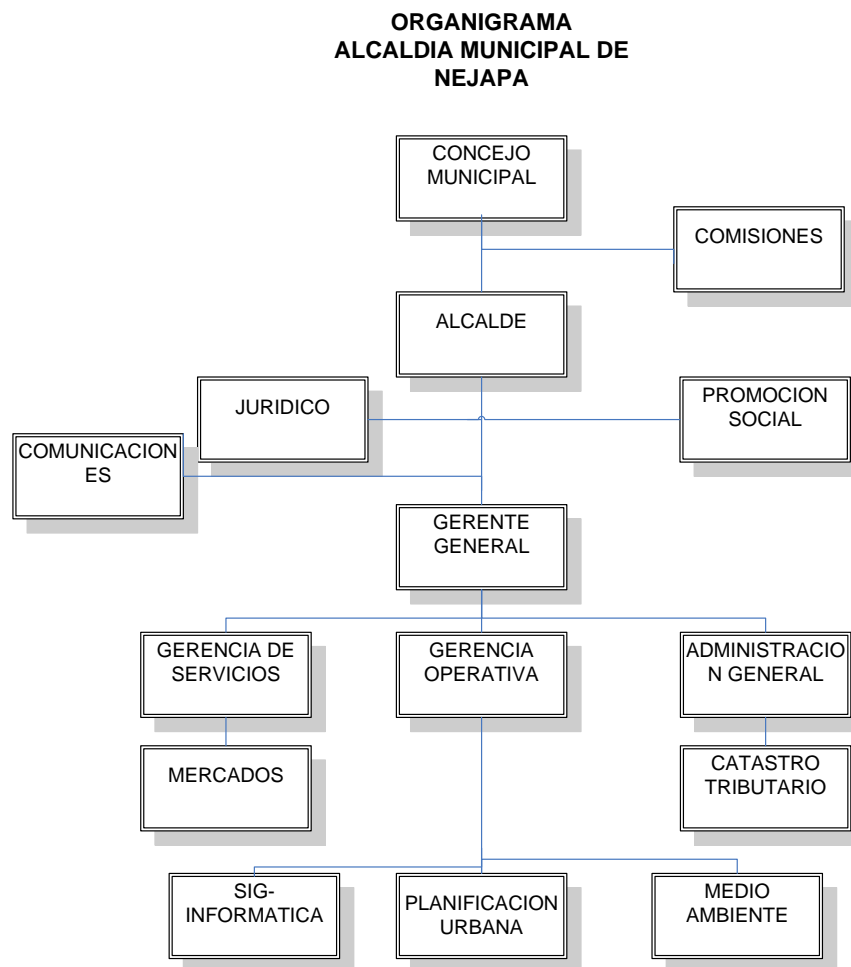 ORGANIGRAMA
ALCALDIA MUNICIPAL DE
NEJAPA
CONCEJO
MUNICIPAL
COMISIONES
ALCALDE
JURIDICO
PROMOCION
SOCIAL
COMUNICACION
ES
GERENTE
GENERAL
GERENCIA DE
SERVICIOS
GERENCIA
OPERATIVA
ADMINISTRACIO
N GENERAL
MERCADOS
CATASTRO
TRIBUTARIO
SIG-
INFORMATICA
PLANIFICACION
URBANA
MEDIO
AMBIENTE